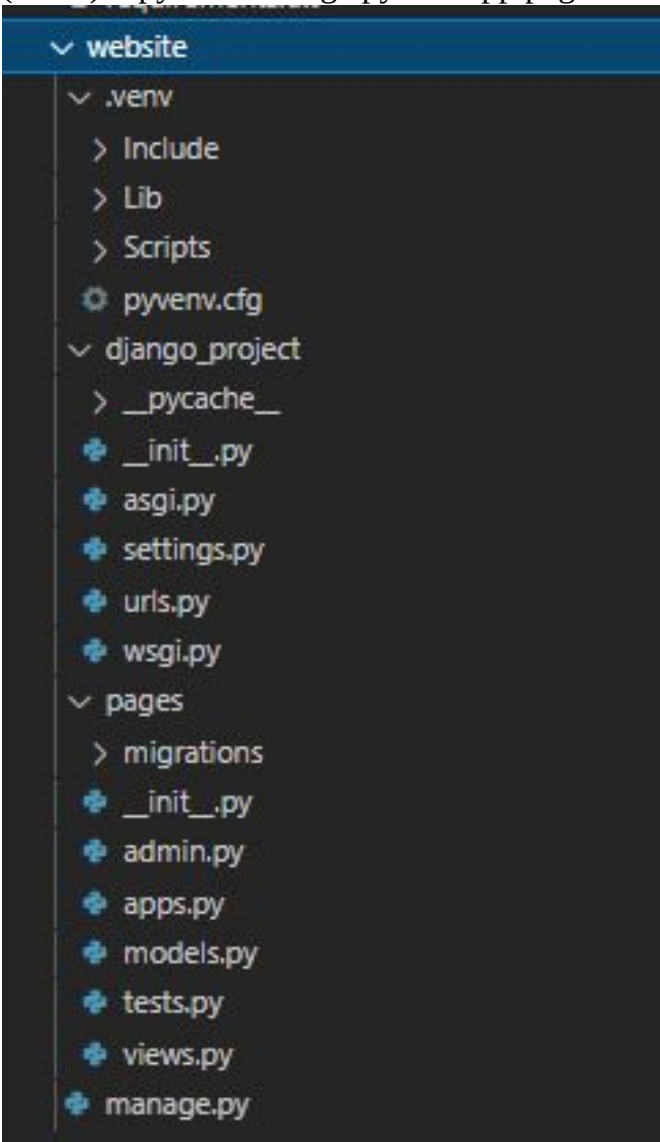 website
.venv
Include
Lib
Scripts
pyvenv.cfg
django_project
__pycache__
__init__.py
asgi.py
settings.py
urls.py
wsgi.py
pages
migrations
__init__.py
admin.py
apps.py
models.py
tests.py
views.py
manage.py